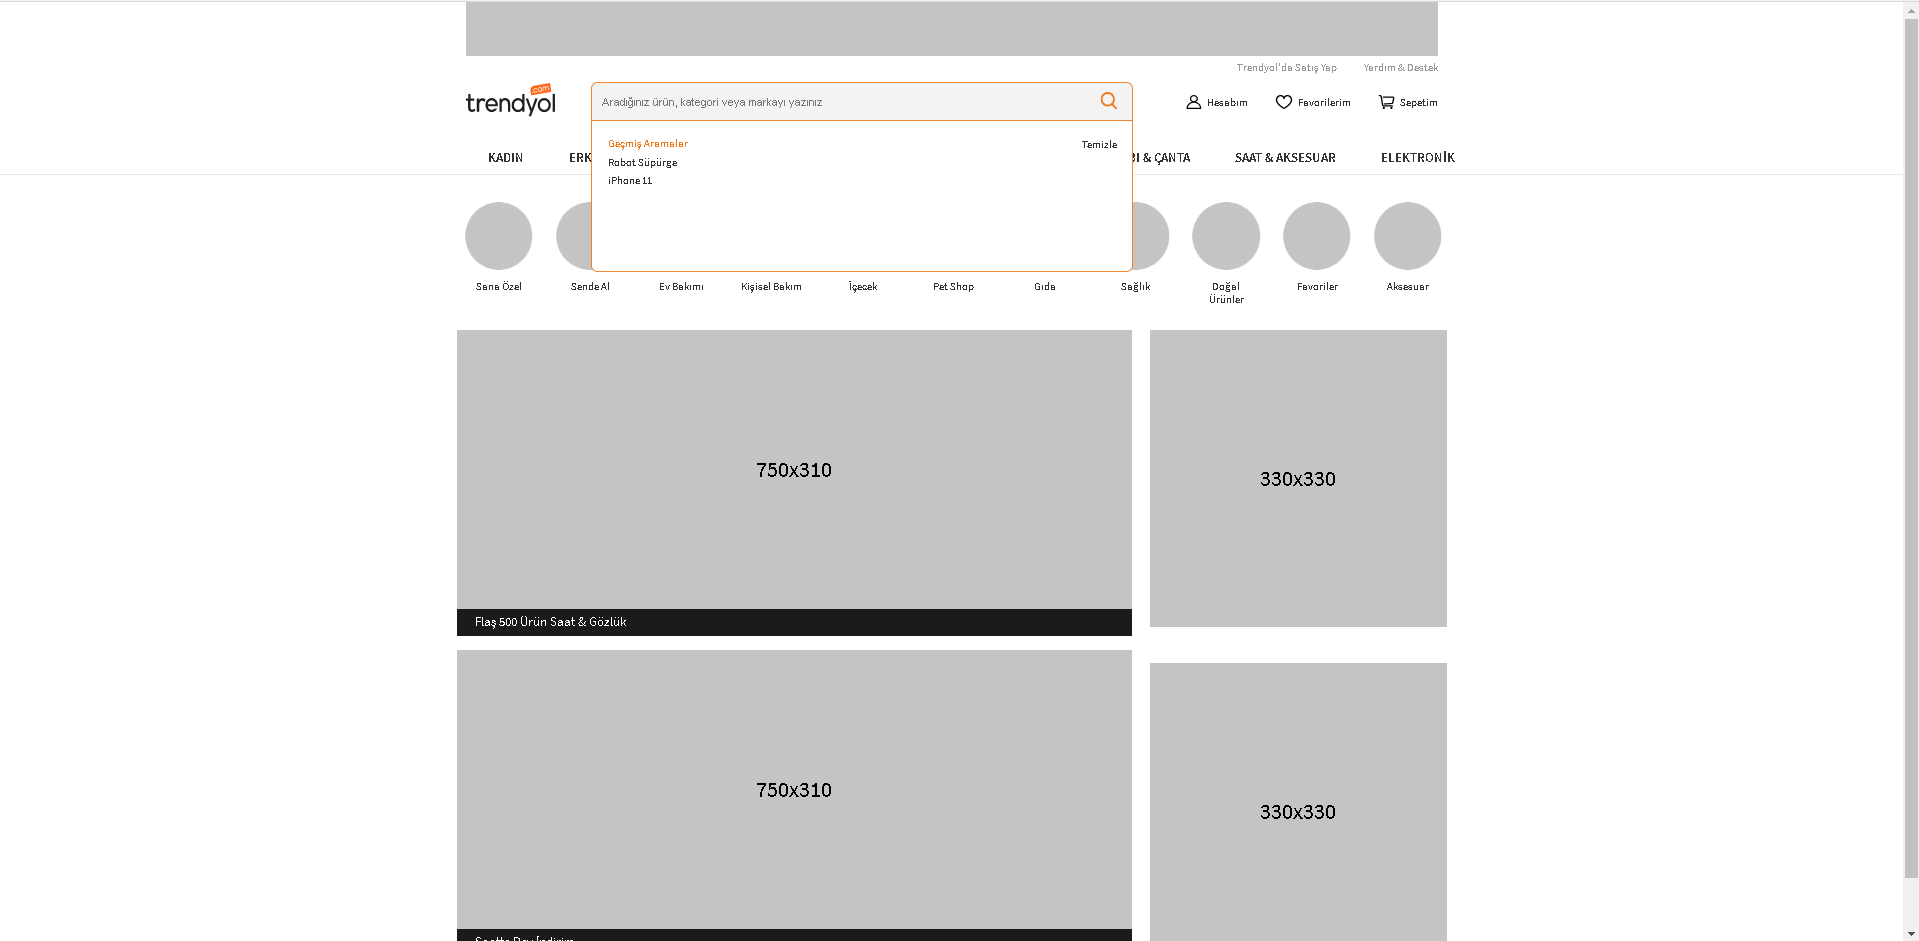 Trendyol'da Satış Yap
Yardım & Destek
.com
trendyol
Aradığınız ürün, kategori veya markayı yazınız
Hesabım
Favorilerim
Sepetim
Geçmiş Aramalar
Temizle
Robot Süpürge
iPhone 11
KADIN
ERK
BI & ÇANTA
SAAT & AKSESUAR
ELEKTRONİK
Sana Özel
Sende Al
Ev Bakımı
Kişisel Bakım
İçecek
Pet Shop
Gıda
Sağlık
Doğal
Ürünler
Favoriler
Aksesuar
750x310
330x330
Flaş 500 Ürün Saat & Gözlük
750x310
330x330